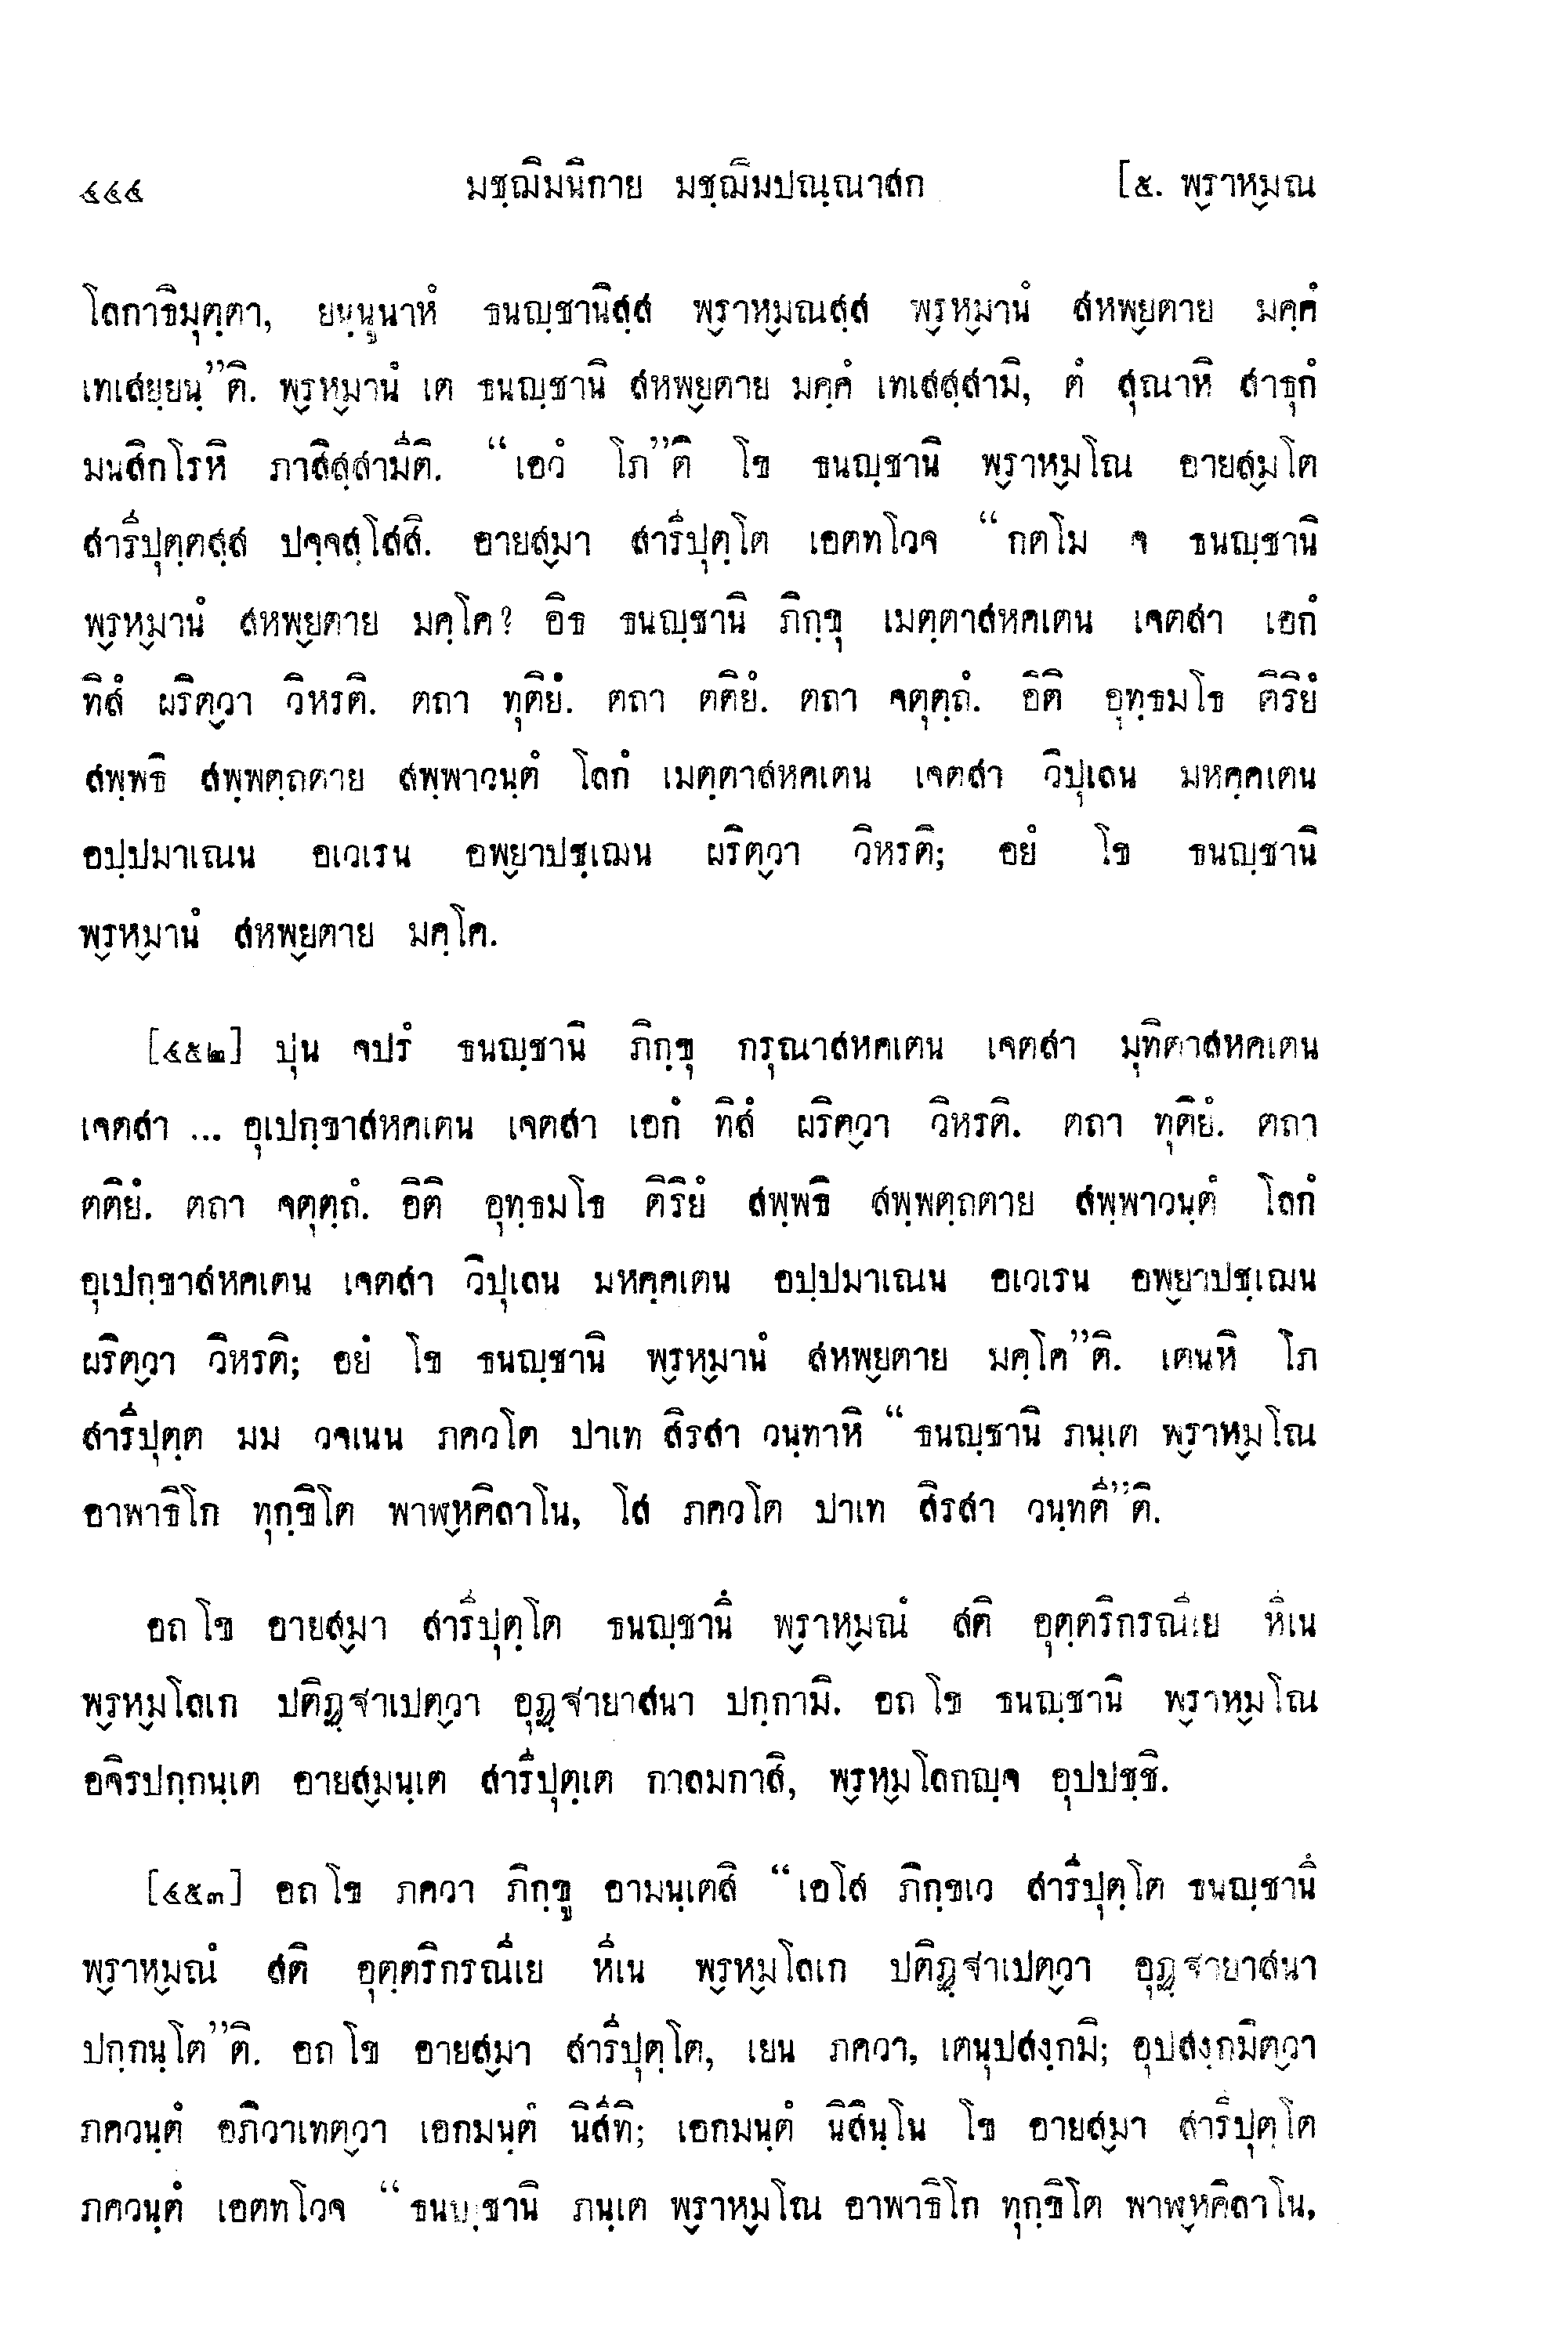 ๔๔๔ มชฺฌิมนิกาย มชฺฌิมปณฺณาสก [๕. พฺราหฺมณ
โลกาธิมุตฺตา, ยนฺนูนาหํ ธนญฺชานิสฺส พฺราหฺมณสฺส พฺรหฺมานํ สหพฺยตาย มคฺคํ
เทเสยฺยนฺ”ติ. พฺรหฺมานํ เต ธนญฺชานิ สหพฺยตาย มคฺคํ เทเสสฺสามิ, ตํ สุณาหิ สาธุกํ
มนสิกโรหิ ภาสิสฺสามีติ. “เอวํ โภ”ติ โข ธนญฺชานิ พฺราหฺมโณ อายสฺมโต
สารีปุตฺตสฺส ปจฺจสฺโสสิ. อายสฺมา สารีปุตฺโต เอตทโวจ “กตโม จ ธนญฺชานิ
พฺรหฺมานํ สหพฺยตาย มคฺโค? อิธ ธนญฺชานิ ภิกฺขุ เมตฺตาสหคเตน เจตสา เอกํ
ทิสํ ผริตฺวา วิหรติ. ตถา ทุติยํ. ตถา ตติยํ. ตถา จตุตฺถํ. อิติ อุทฺธมโธ ติริยํ
สพฺพธิ สพฺพตฺถตาย สพฺพาวนฺตํ โลกํ เมตฺตาสหคเตน เจตสา วิปุเลน มหคฺคเตน
อปฺปมาเณน อเวเรน อพฺยาปชฺเฌน ผริตฺวา วิหรติ; อยํ โข ธนญฺชานิ
พฺรหฺมานํ สหพฺยตาย มคฺโค.
[๔๕๒] ปุน จปรํ ธนญฺชานิ ภิกฺขุ กรุณาสหคเตน เจตสา มุทิตาสหคเตน
เจตสา ... อุเปกฺขาสหคเตน เจตสา เอกํ ทิสํ ผริตฺวา วิหรติ. ตถา ทุติยํ. ตถา
ตติยํ. ตถา จตุตฺถํ. อิติ อุทฺธมโธ ติริยํ สพฺพธิ สพฺพตฺถตาย สพฺพาวนฺตํ โลกํ
อุเปกฺขาสหคเตน เจตสา วิปุเลน มหคฺคเตน อปฺปมาเณน อเวเรน อพฺยาปชฺเฌน
ผริตฺวา วิหรติ; อยํ โข ธนญฺชานิ พฺรหฺมานํ สหพฺยตาย มคฺโค”ติ. เตนหิ โภ
สารีปุตฺต มม วจเนน ภควโต ปาเท สิรสา วนฺทาหิ “ธนญฺชานิ ภนฺเต พฺราหฺมโณ
อาพาธิโก ทุกฺขิโต พาฬฺหคิลาโน, โส ภควโต ปาเท สิรสา วนฺทตี”ติ.
อถ โข อายสฺมา สารีปุตฺโต ธนญฺชานึ พฺราหฺมณํ สติ อุตฺตริกรณีเย หีเน
พฺรหฺมโลเก ปติฏฺฐาเปตฺวา อุฏฺฐายาสนา ปกฺกามิ. อถ โข ธนญฺชานิ พฺราหฺมโณ
อจิรปกฺกนฺเต อายสฺมนฺเต สารีปุตฺเต กาลมกาสิ, พฺรหฺมโลกญฺจ อุปปชฺชิ.
[๔๕๓] อถ โข ภควา ภิกฺขู อามนฺเตสิ “เอโส ภิกฺขเว สารีปุตฺโต ธนญฺชานึ
พฺราหฺมณํ สติ อุตฺตริกรณีเย หีเน พฺรหฺมโลเก ปติฏฺฐาเปตฺวา อุฏฺฐายาสนา
ปกฺกนฺโต”ติ. อถ โข อายสฺมา สารีปุตฺโต, เยน ภควา, เตนุปสงฺกมิ; อุปสงฺกมิตฺวา
ภควนฺตํ อภิวาเทตฺวา เอกมนฺตํ นิสีทิ; เอกมนฺตํ นิสินฺโน โข อายสฺมา สารีปุตฺโต
ภควนฺตํ เอตทโวจ “ธนญฺชานิ ภนฺเต พฺราหฺมโณ อาพาธิโก ทุกฺขิโต พาฬฺหคิลาโน,